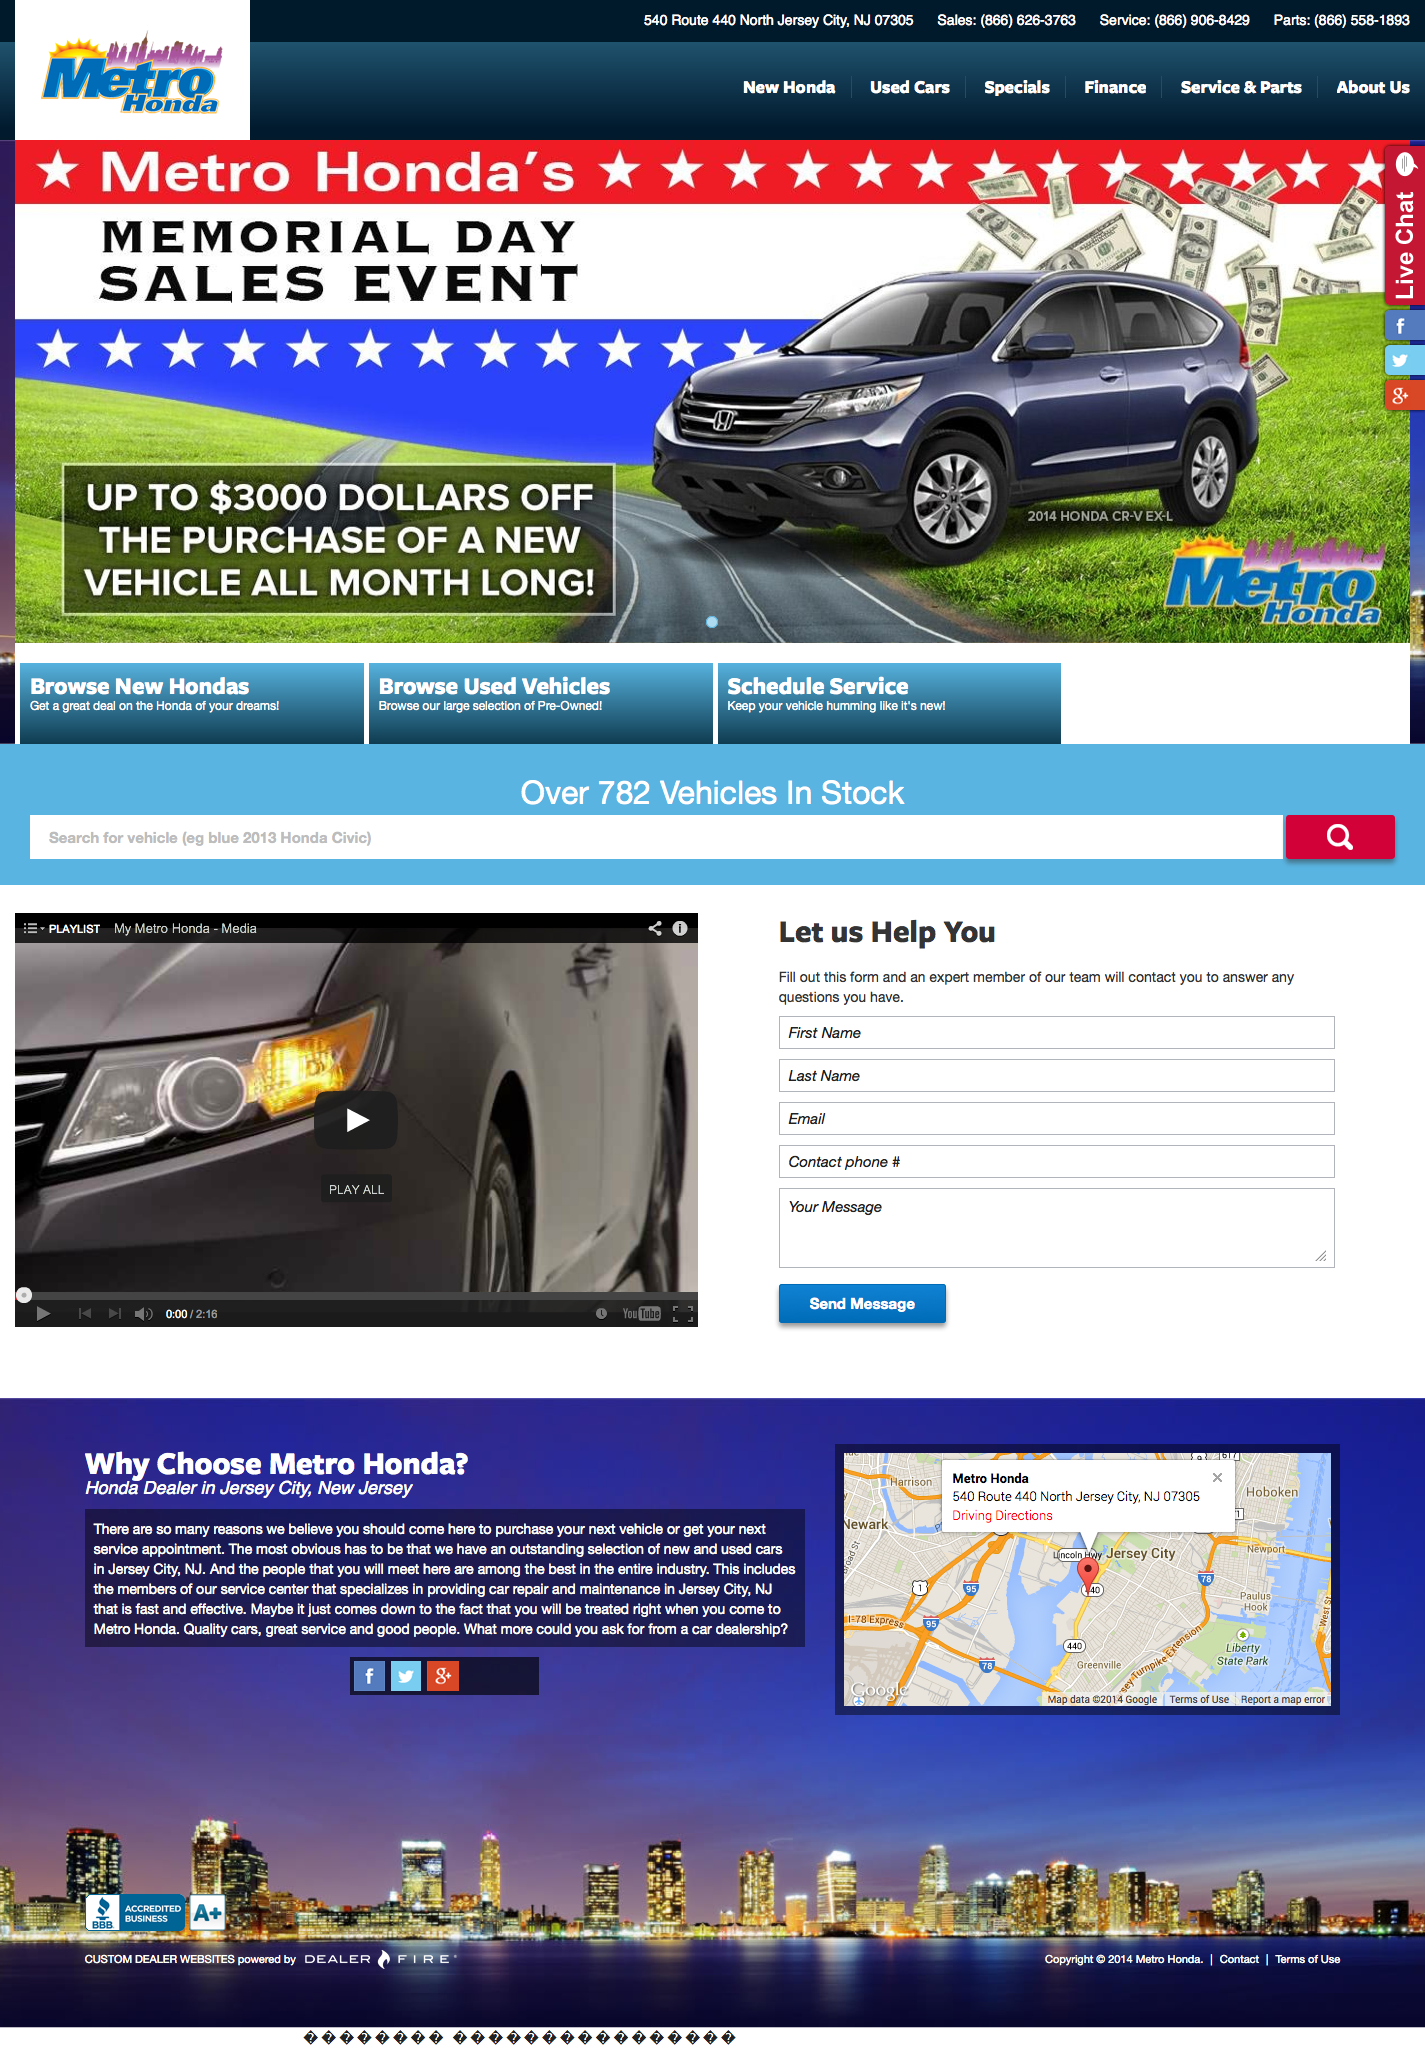 540 Route 440 North Jersey City, NJ 07305 Sales: (866) 626-3763 Service: (866) 906-8429 Parts: (866) 558-1893
Metro
Honda
New Honda Used Cars Specials Finance Service & Parts About Us
Metro Honda's
MEMORIAL DAY
SALES EVENT
Live Chat
UP TO $3000 DOLLARS OFF
THE PURCHASE OF A NEW
VEHICLE ALL MONTH LONG!
2014 HONDA CR-V EX-L
Metro
Honda
Browse New Hondas
Get a great deal on the Honda of your dreams!
Browse Used Vehicles
Browse our large selection of Pre-Owned!
Schedule Service
Keep your vehicle humming like it's new!
Over 782 Vehicles In Stock
Search for vehicle (eg blue 2013 Honda Civic)
PLAYLIST My Metro Honda - Media
PLAY ALL
0:00 / 2:16
YouTube
Let us Help You
Fill out this form and an expert member of our team will contact you to answer any
questions you have.
First Name
Last Name
Email
Contact phone #
Your Message
Send Message
Why Choose Metro Honda?
Honda Dealer in Jersey City, New Jersey
There are so many reasons we believe you should come here to purchase your next vehicle or get your next
service appointment. The most obvious has to be that we have an outstanding selection of new and used cars
in Jersey City, NJ. And the people that you will meet here are among the best in the entire industry. This includes
the members of our service center that specializes in providing car repair and maintenance in Jersey City, NJ
that is fast and effective. Maybe it just comes down to the fact that you will be treated right when you come to
Metro Honda. Quality cars, great service and good people. What more could you ask for from a car dealership?
Metro Honda
540 Route 440 North Jersey City, NJ 07305
Driving Directions
Harrison
Hoboken
Newark
Lincoln Hwy
Jersey City
Newport
1
95
440
78
Paulus
Hook
I-78 Express
95
440
Liberty
State Park
78
Greenville
Jersey Turnpike Extension
West St
Google
Map data ©2014 Google Terms of Use Report a map error
BBB.
ACCREDITED
BUSINESS
A+
CUSTOM DEALER WEBSITES powered by DEALER FIRE
Copyright © 2014 Metro Honda. | Contact | Terms of Use